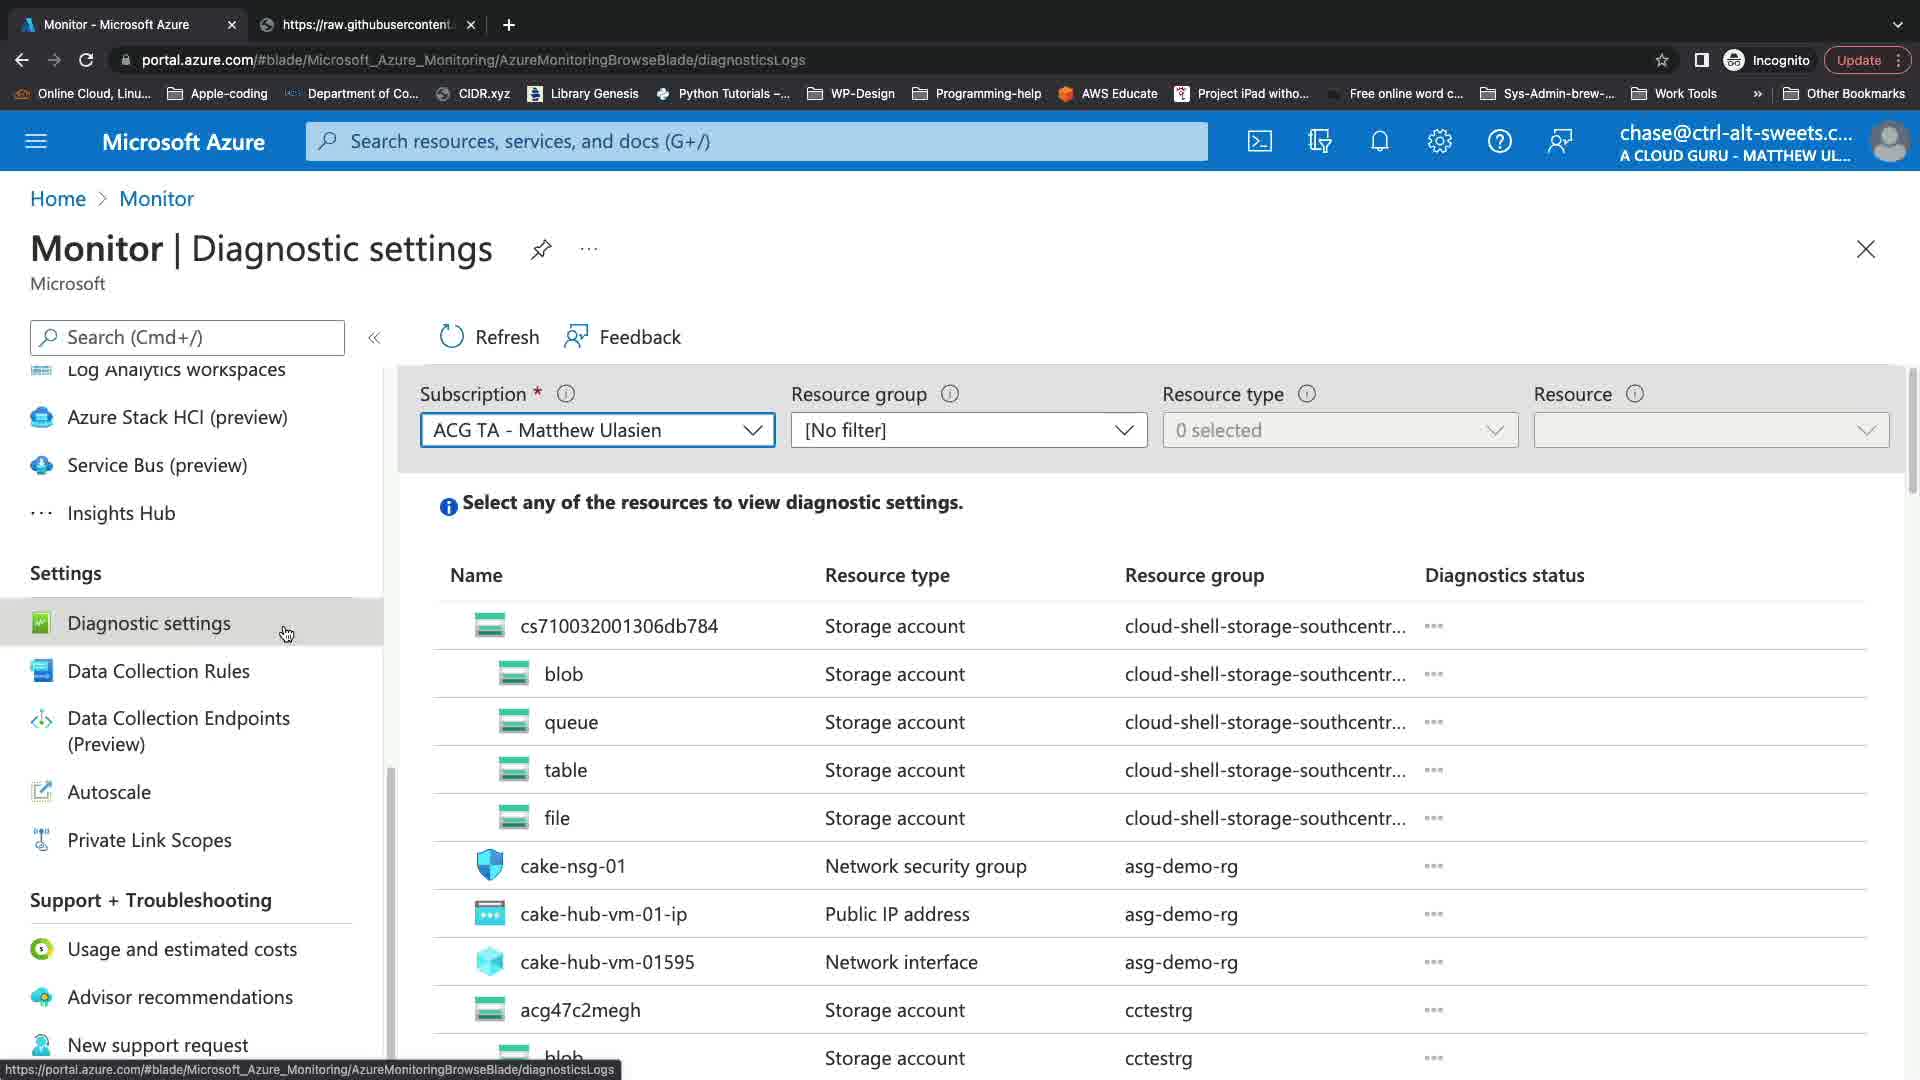 Monitor - Microsoft Azure
https://raw.githubusercontent.
portal.azure.com/#blade/Microsoft_Azure_Monitoring/AzureMonitoringBrowseBlade/diagnosticsLogs
Incognito
Update
Online Cloud, Linu...
Apple-coding
Department of Co...
CIDR.xyz
Library Genesis
Python Tutorials –...
WP-Design
Programming-help
AWS Educate
Project iPad witho...
Free online word c...
Sys-Admin-brew-...
Work Tools
»
Other Bookmarks
Microsoft Azure
Search resources, services, and docs (G+/)
chase@ctrl-alt-sweets.c...
A CLOUD GURU - MATTHEW UL...
Home > Monitor
Monitor | Diagnostic settings
...
Microsoft
Search (Cmd+/)
«
Refresh
Feedback
Log Analytics workspaces
Azure Stack HCI (preview)
Service Bus (preview)
Insights Hub
Settings
Diagnostic settings
Data Collection Rules
Data Collection Endpoints
(Preview)
Autoscale
Private Link Scopes
Support + Troubleshooting
Usage and estimated costs
Advisor recommendations
New support request
Subscription *
Resource group
Resource type
Resource
ACG TA - Matthew Ulasien
[No filter]
0 selected
Select any of the resources to view diagnostic settings.
Name Resource type Resource group Diagnostics status
cs710032001306db784 Storage account cloud-shell-storage-southcentr... ...
blob Storage account cloud-shell-storage-southcentr... ...
queue Storage account cloud-shell-storage-southcentr... ...
table Storage account cloud-shell-storage-southcentr... ...
file Storage account cloud-shell-storage-southcentr... ...
cake-nsg-01 Network security group asg-demo-rg ...
cake-hub-vm-01-ip Public IP address asg-demo-rg ...
cake-hub-vm-01595 Network interface asg-demo-rg ...
acg47c2megh Storage account cctestrg ...
blob Storage account cctestrg ...
https://portal.azure.com/#blade/Microsoft_Azure_Monitoring/AzureMonitoringBrowseBlade/diagnosticsLogs